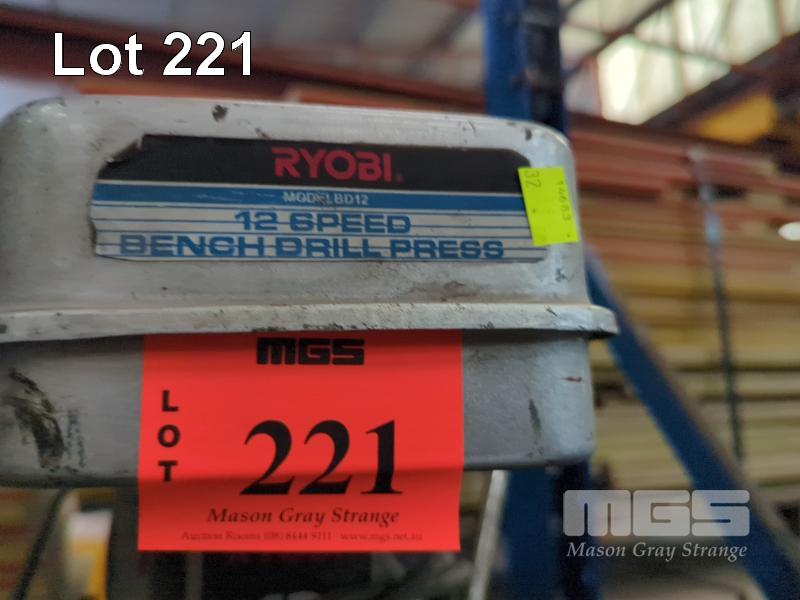 Lot 221
RYOBI
MODEL BD12
12 SPEED
BENCH DRILL PRESS
32
MGS
LOT
221
Mason Gray Strange
Auction Rooms (08) 8444 9111 www.mgs.net.au
MGS
Mason Gray Strange